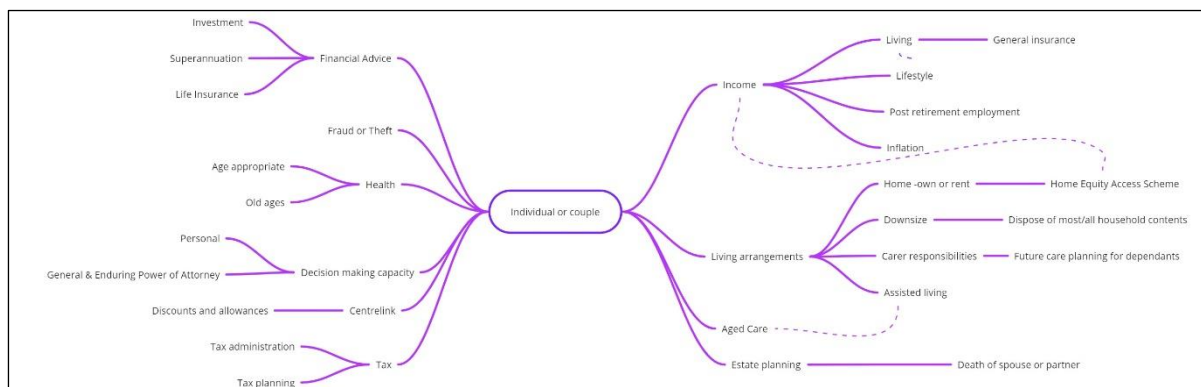 Investment
Superannuation
Life Insurance
Financial Advice
Fraud or Theft
Age appropriate
Old ages
Health
Personal
General & Enduring Power of Attorney
Decision making capacity
Discounts and allowances
Centrelink
Tax administration
Tax planning
Tax
Individual or couple
Income
Living
General insurance
Lifestyle
Post retirement employment
Inflation
Living arrangements
Home -own or rent
Home Equity Access Scheme
Downsize
Dispose of most/all household contents
Carer responsibilities
Future care planning for dependants
Assisted living
Aged Care
Estate planning
Death of spouse or partner